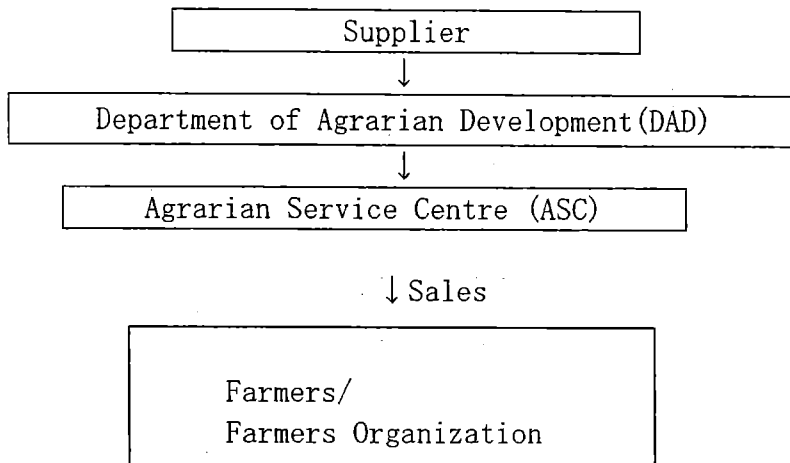 Supplier
↓
Department of Agrarian Development(DAD)
↓
Agrarian Service Centre (ASC)
↓Sales
Farmers/
Farmers Organization